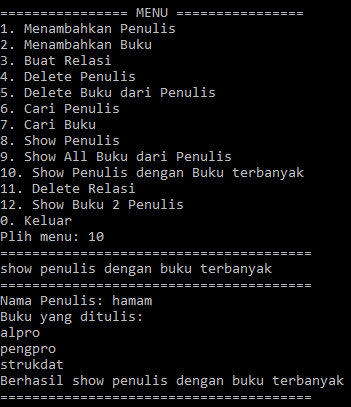 ================ MENU ================
1. Menambahkan Penulis
2. Menambahkan Buku
3. Buat Relasi
4. Delete Penulis
5. Delete Buku dari Penulis
6. Cari Penulis
7. Cari Buku
8. Show Penulis
9. Show All Buku dari Penulis
10. Show Penulis dengan Buku terbanyak
11. Delete Relasi
12. Show Buku 2 Penulis
0. Keluar
Plih menu: 10
=======================================
show penulis dengan buku terbanyak
=======================================
Nama Penulis: hamam
Buku yang ditulis:
alpro
pengpro
strukdat
Berhasil show penulis dengan buku terbanyak
=======================================